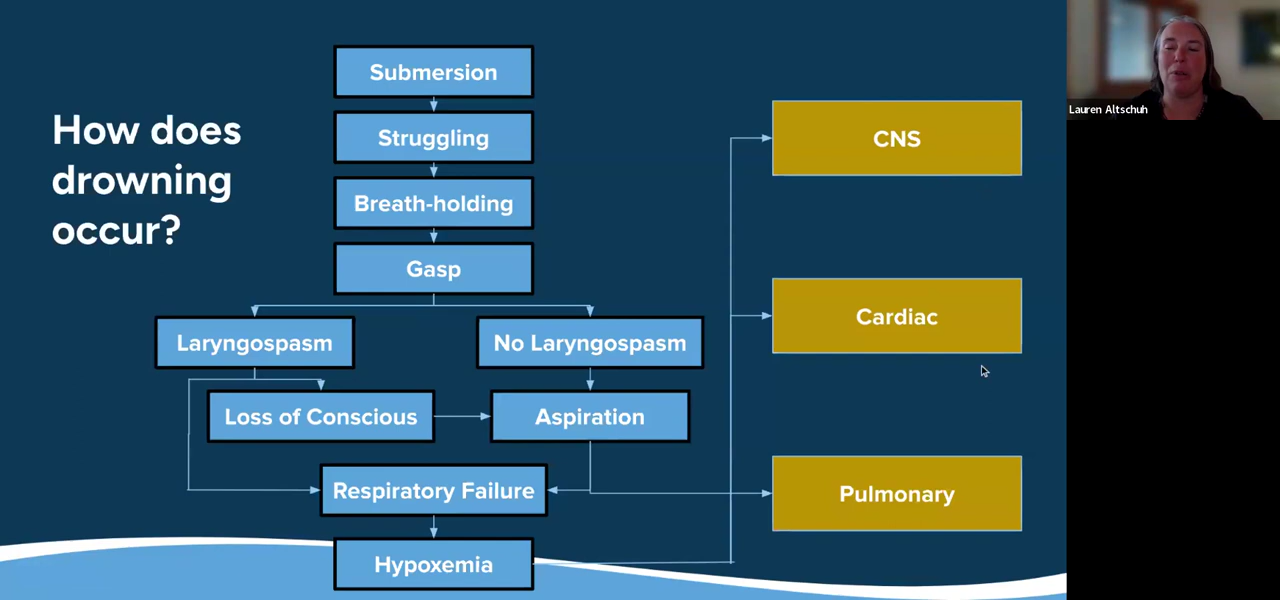 How does
drowning
occur?
Submersion
Struggling
Breath-holding
Gasp
Laryngospasm
No Laryngospasm
Loss of Conscious
Aspiration
Respiratory Failure
Hypoxemia
CNS
Cardiac
Pulmonary
Lauren Altschuh